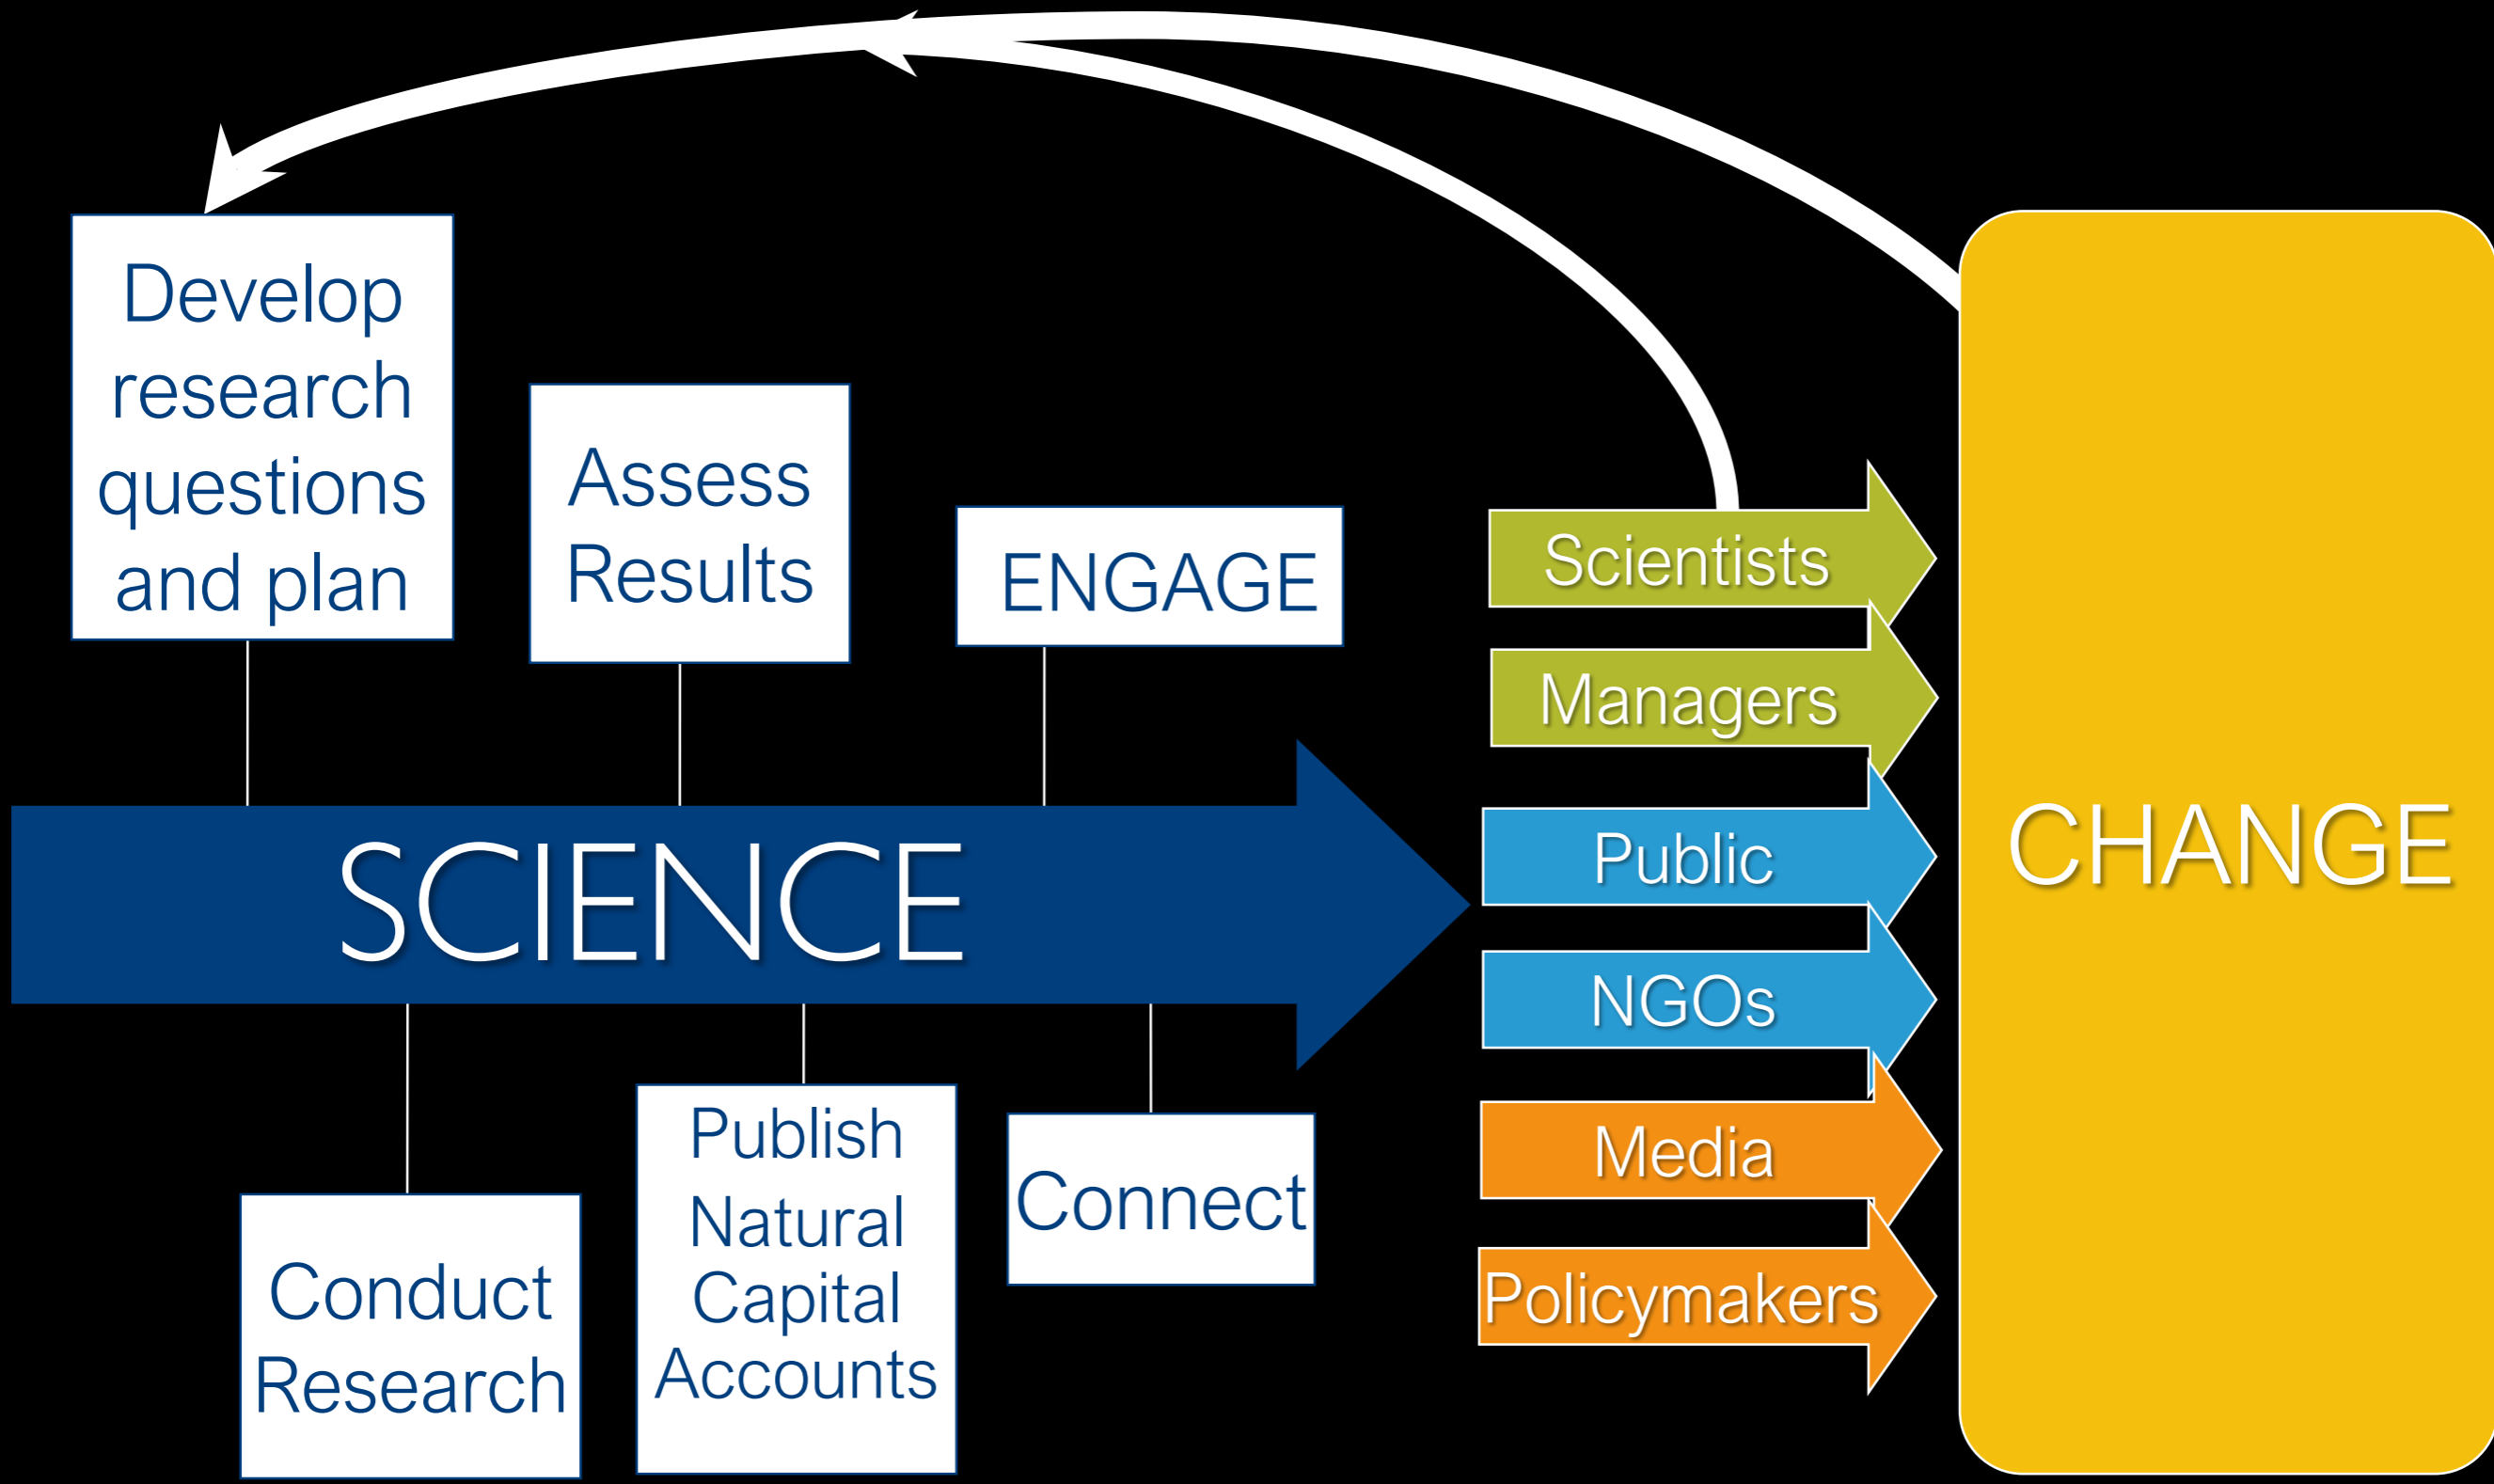 Develop
research
questions
and plan
Assess
Results
ENGAGE
SCIENCE
Conduct
Research
Publish
Natural
Capital
Accounts
Connect
Scientists
Managers
Public
NGOs
Media
Policymakers
CHANGE